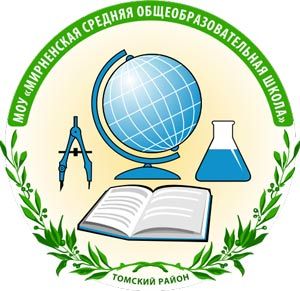 МОУ «МИРНЕНСКАЯ СРЕДНЯЯ ОБЩЕОБРАЗОВАТЕЛЬНАЯ ШКОЛА»
ТОМСКИЙ РАЙОН